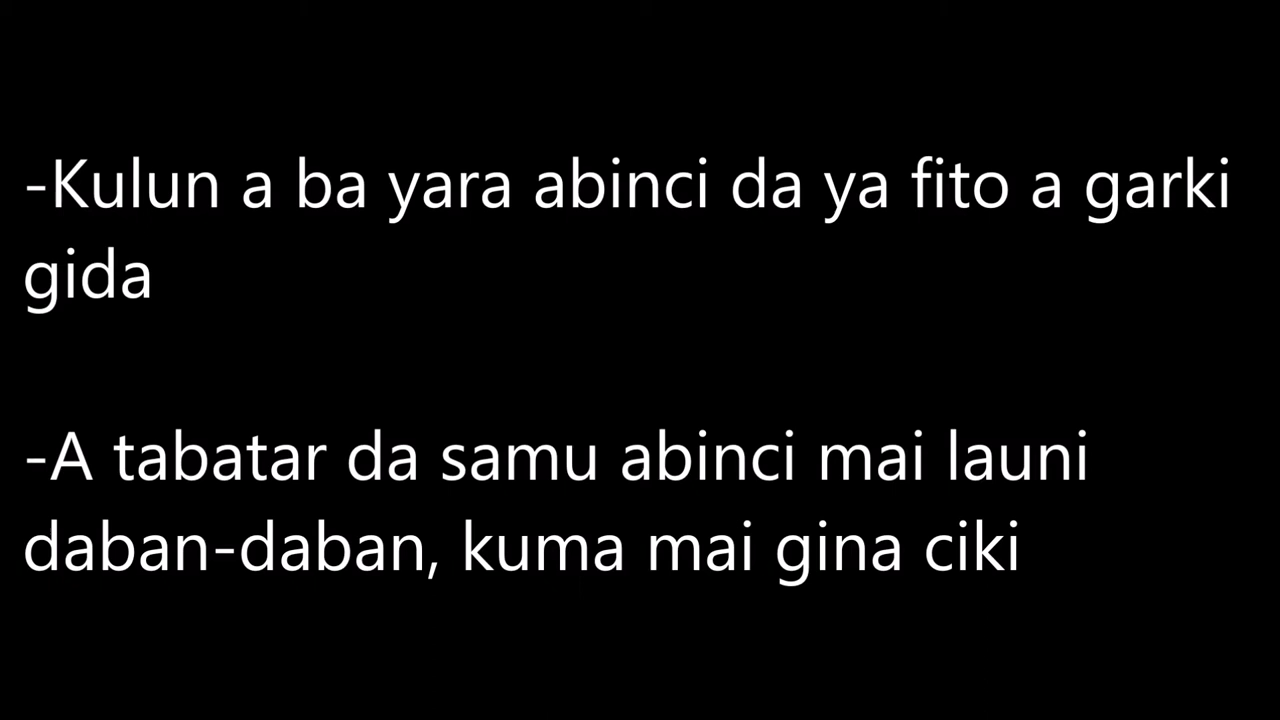 -Kulun a ba yara abinci da ya fito a garki
gida
-A tabatar da samu abinci mai launi
daban-daban, kuma mai gina ciki